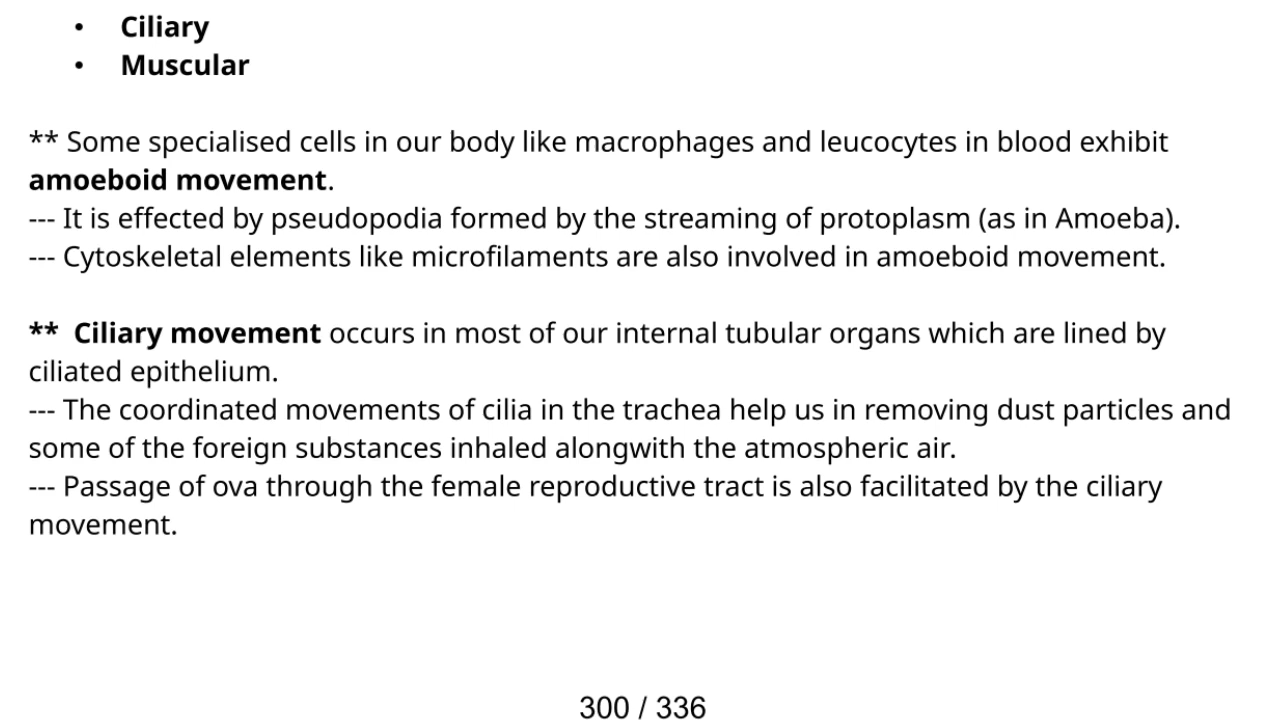 • Ciliary
• Muscular
** Some specialised cells in our body like macrophages and leucocytes in blood exhibit
amoeboid movement.
--- It is effected by pseudopodia formed by the streaming of protoplasm (as in Amoeba).
--- Cytoskeletal elements like microfilaments are also involved in amoeboid movement.
** Ciliary movement occurs in most of our internal tubular organs which are lined by
ciliated epithelium.
--- The coordinated movements of cilia in the trachea help us in removing dust particles and
some of the foreign substances inhaled alongwith the atmospheric air.
--- Passage of ova through the female reproductive tract is also facilitated by the ciliary
movement.
300 / 336